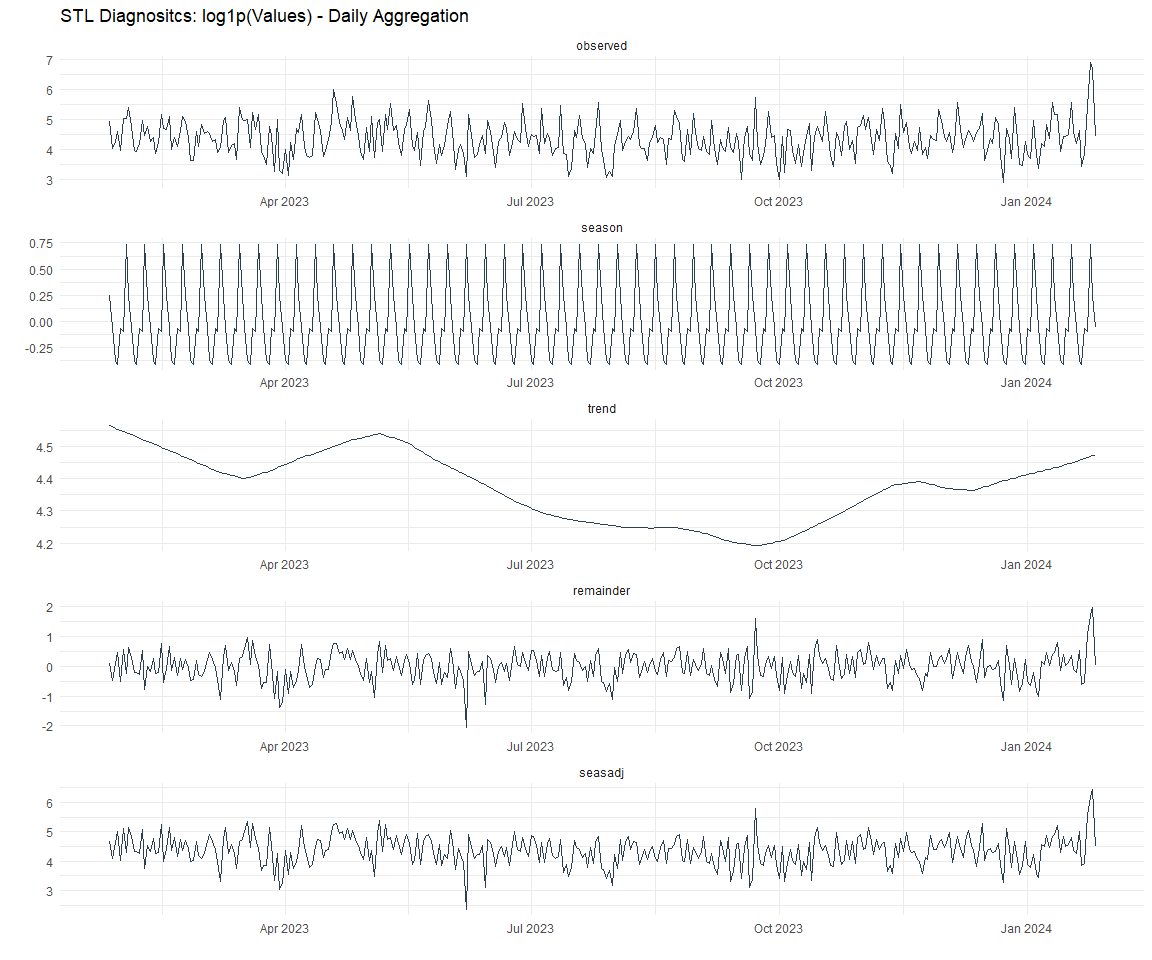 STL Diagnositcs: log1p(Values) - Daily Aggregation
observed
7
6
5
4
3
Apr 2023 Jul 2023 Oct 2023 Jan 2024
season
0.75
0.50
0.25
0.00
-0.25
Apr 2023 Jul 2023 Oct 2023 Jan 2024
trend
4.5
4.4
4.3
4.2
Apr 2023 Jul 2023 Oct 2023 Jan 2024
remainder
2
1
0
-1
-2
Apr 2023 Jul 2023 Oct 2023 Jan 2024
seasadj
6
5
4
3
Apr 2023 Jul 2023 Oct 2023 Jan 2024